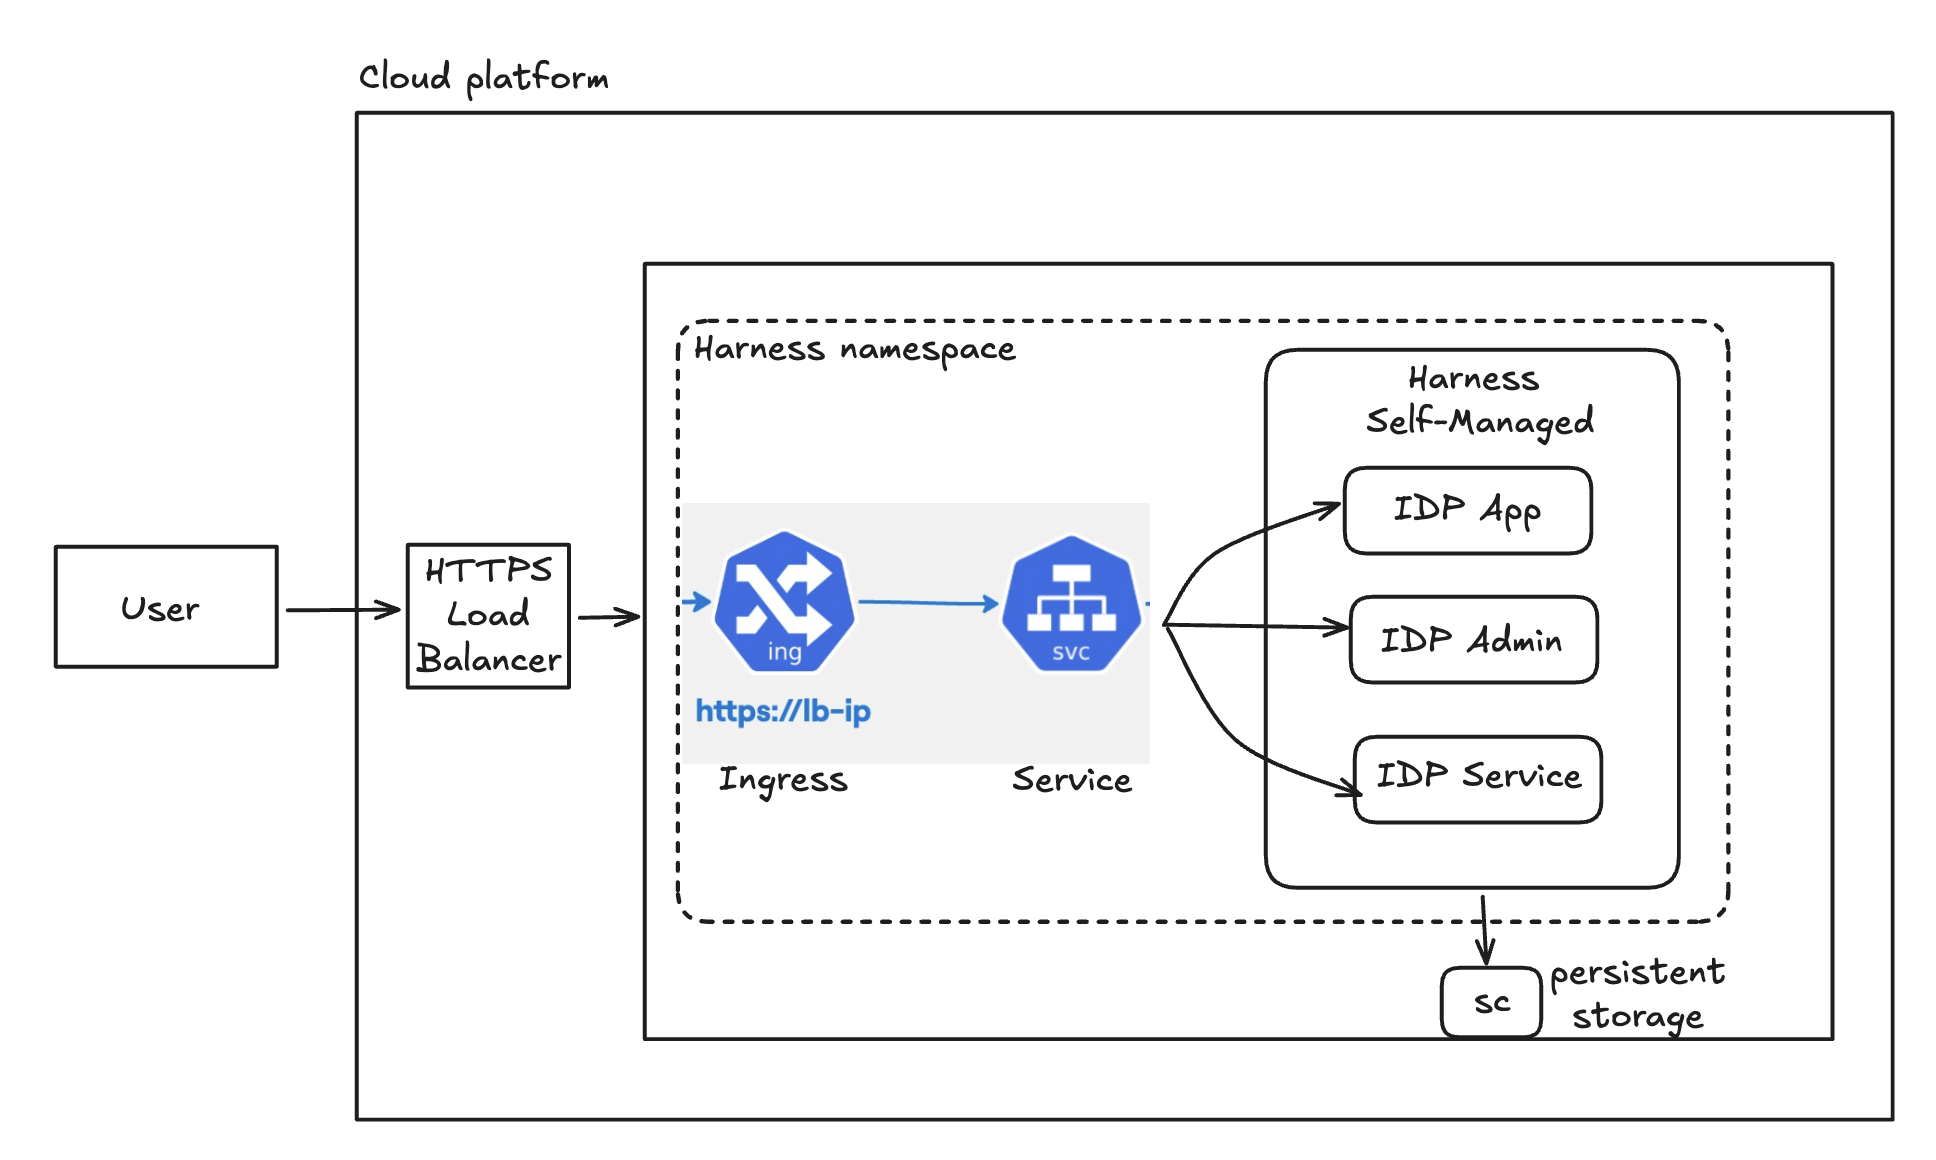 Cloud platform
Harness namespace
Harness
Self-Managed
IDP App
User
HTTPS
Load
Balancer
ing
svc
IDP Admin
https://lb-ip
Ingress
Service
IDP Service
sc
persistent
storage